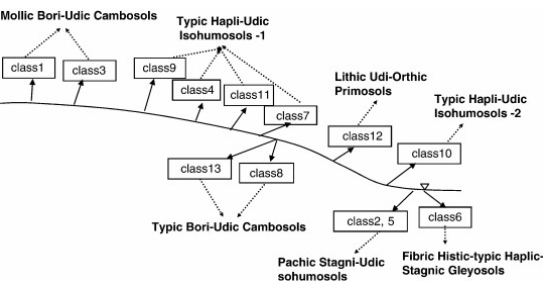 Mollic Bori-Udic Cambosols
Typic Hapli-Udic
Isohumosols -1
class1
class3
class9
class4
class11
class7
Lithic Udi-Orthic
Primosols
Typic Hapli-Udic
Isohumosols -2
class12
class10
class13
class8
Typic Bori-Udic Cambosols
class2, 5
class6
Pachic Stagni-Udic
sohumosols
Fibric Histic-typic Haplic-
Stagnic Gleyosols